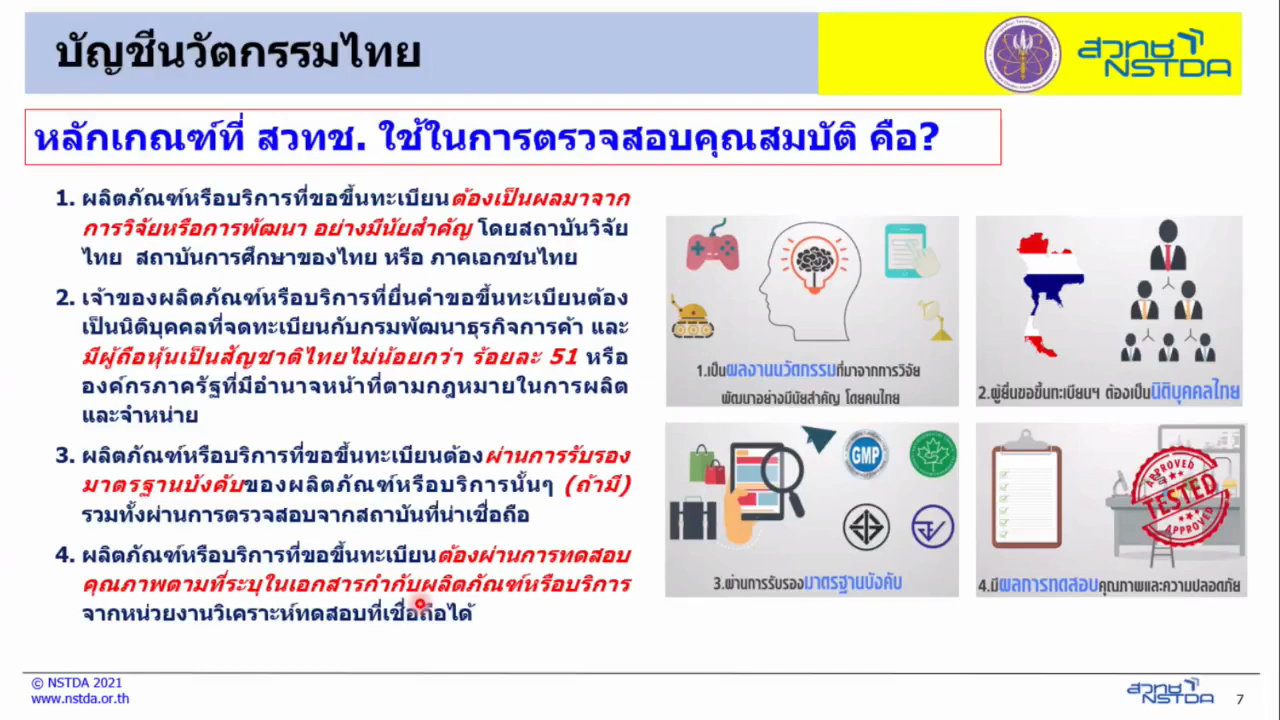 บัญชีนวัตกรรมไทย
สวทช
NSTDA
หลักเกณฑ์ที่ สวทช. ใช้ในการตรวจสอบคุณสมบัติ คือ?
1. ผลิตภัณฑ์หรือบริการที่ขอขึ้นทะเบียนต้องเป็นผลมาจาก
การวิจัยหรือการพัฒนา อย่างมีนัยสำคัญ โดยสถาบันวิจัย
ไทย สถาบันการศึกษาของไทย หรือ ภาคเอกชนไทย
2. เจ้าของผลิตภัณฑ์หรือบริการที่ยื่นคำขอขึ้นทะเบียนต้อง
เป็นนิติบุคคลที่จดทะเบียนกับกรมพัฒนาธุรกิจการค้า และ
มีผู้ถือหุ้นเป็นสัญชาติไทยไม่น้อยกว่า ร้อยละ 51 หรือ
องค์กรภาครัฐที่มีอำนาจหน้าที่ตามกฎหมายในการผลิต
และจำหน่าย
3. ผลิตภัณฑ์หรือบริการที่ขอขึ้นทะเบียนต้องผ่านการรับรอง
มาตรฐานบังคับของผลิตภัณฑ์หรือบริการนั้นๆ (ถ้ามี)
รวมทั้งผ่านการตรวจสอบจากสถาบันที่น่าเชื่อถือ
4. ผลิตภัณฑ์หรือบริการที่ขอขึ้นทะเบียนต้องผ่านการทดสอบ
คุณภาพตามที่ระบุในเอกสารกำกับผลิตภัณฑ์หรือบริการ
จากหน่วยงานวิเคราะห์ทดสอบที่เชื่อถือได้
1.เป็นผลงานนวัตกรรมที่มาจากการวิจัย
พัฒนาอย่างมีนัยสำคัญ โดยคนไทย
2.ผู้ยื่นขอขึ้นทะเบียนฯ ต้องเป็นนิติบุคคลไทย
GMP
3.ผ่านการรับรองมาตรฐานบังคับ
APPROVED
TESTED
APPROVED
4.มีผลการทดสอบคุณภาพและความปลอดภัย
© NSTDA 2021
www.nstda.or.th
สวทช
NSTDA
7